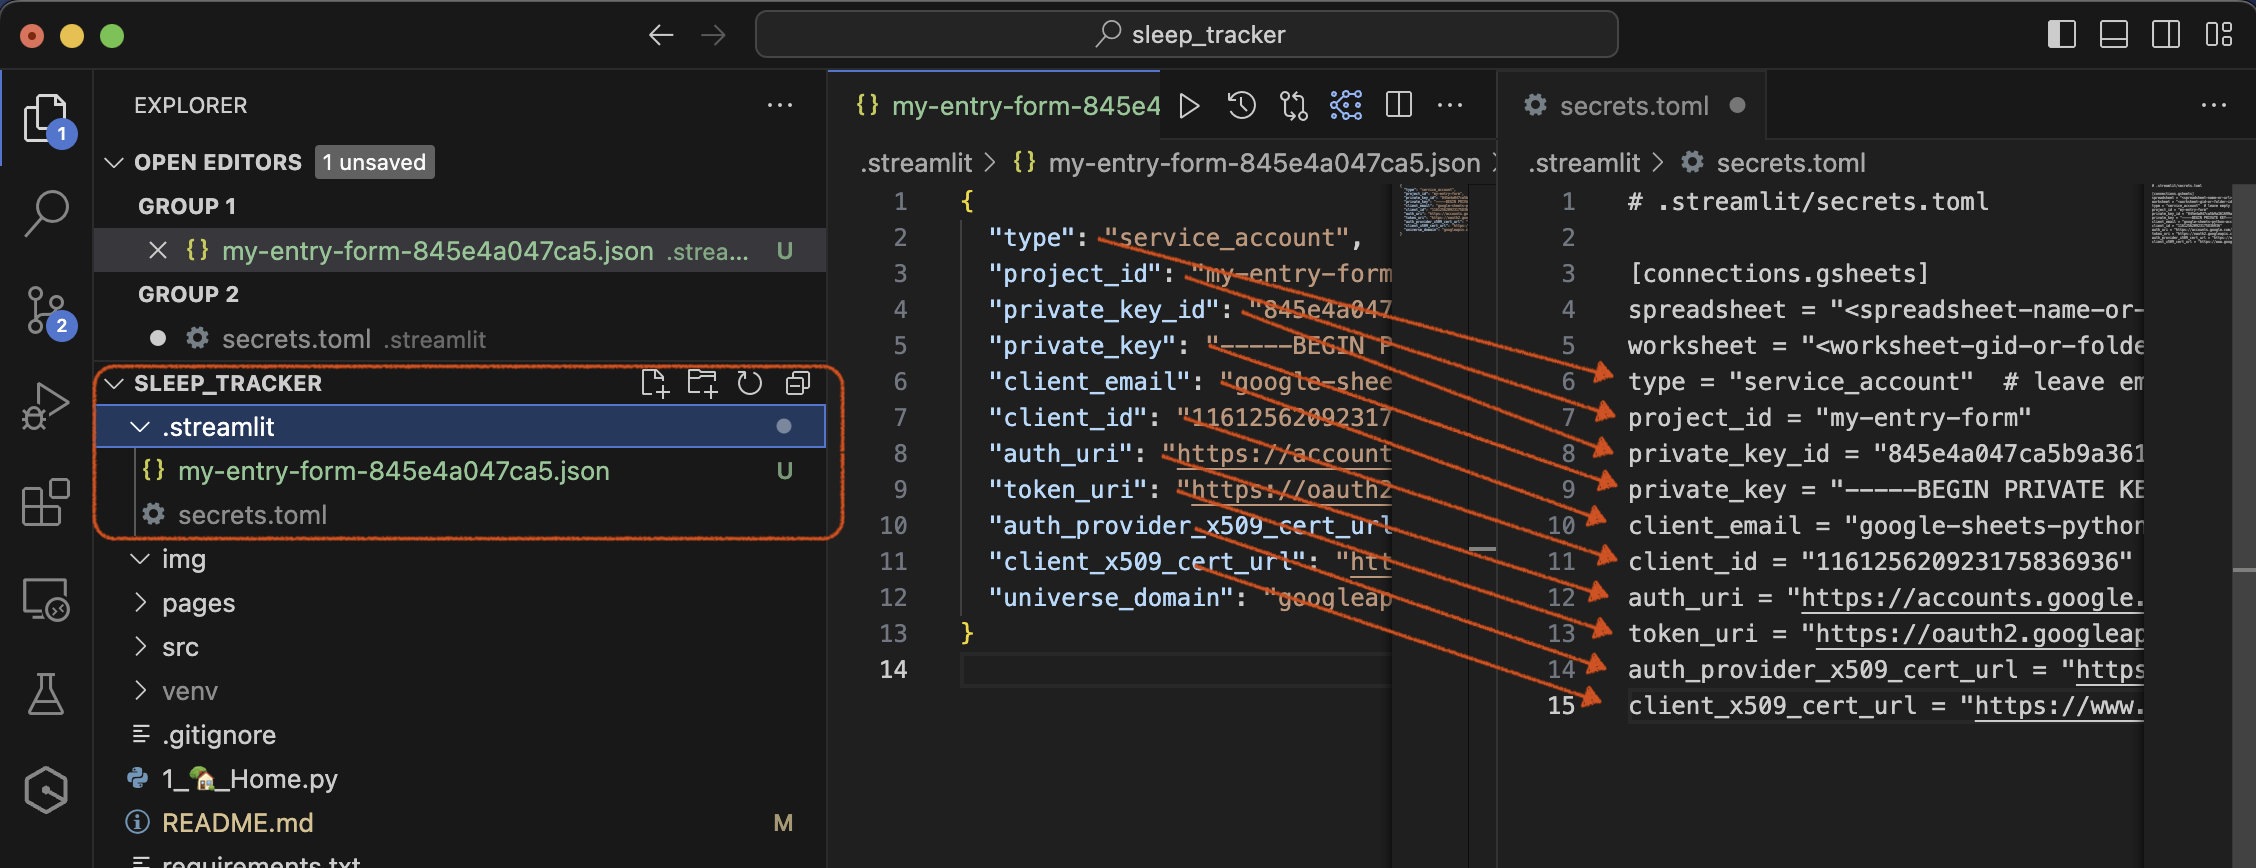 sleep_tracker
EXPLORER
OPEN EDITORS 1 unsaved
GROUP 1
{} my-entry-form-845e4a047ca5.json .strea... U
GROUP 2
secrets.toml .streamlit
SLEEP_TRACKER
.streamlit
{} my-entry-form-845e4a047ca5.json U
secrets.toml
img
pages
src
venv
.gitignore
1_🏡_Home.py
README.md M
requirements.txt
1
2
{} my-entry-form-845e4
.streamlit > {} my-entry-form-845e4a047ca5.json >
1 {
2 "type": "service_account",
3 "project_id": "my-entry-form
4 "private_key_id": "845e4a047
5 "private_key": "-----BEGIN P
6 "client_email": "google-shee
7 "client_id": "11612562092317
8 "auth_uri": "https://account
9 "token_uri": "https://oauth2
10 "auth_provider_x509_cert_url
11 "client_x509_cert_url": "htt
12 "universe_domain": "googleap
13 }
14
secrets.toml
.streamlit > secrets.toml
1 # .streamlit/secrets.toml
2
3 [connections.gsheets]
4 spreadsheet = "<spreadsheet-name-or-
5 worksheet = "<worksheet-gid-or-folde
6 type = "service_account" # leave em
7 project_id = "my-entry-form"
8 private_key_id = "845e4a047ca5b9a361
9 private_key = "-----BEGIN PRIVATE KE
10 client_email = "google-sheets-python
11 client_id = "116125620923175836936"
12 auth_uri = "https://accounts.google.
13 token_uri = "https://oauth2.googleap
14 auth_provider_x509_cert_url = "https
15 client_x509_cert_url = "https://www.